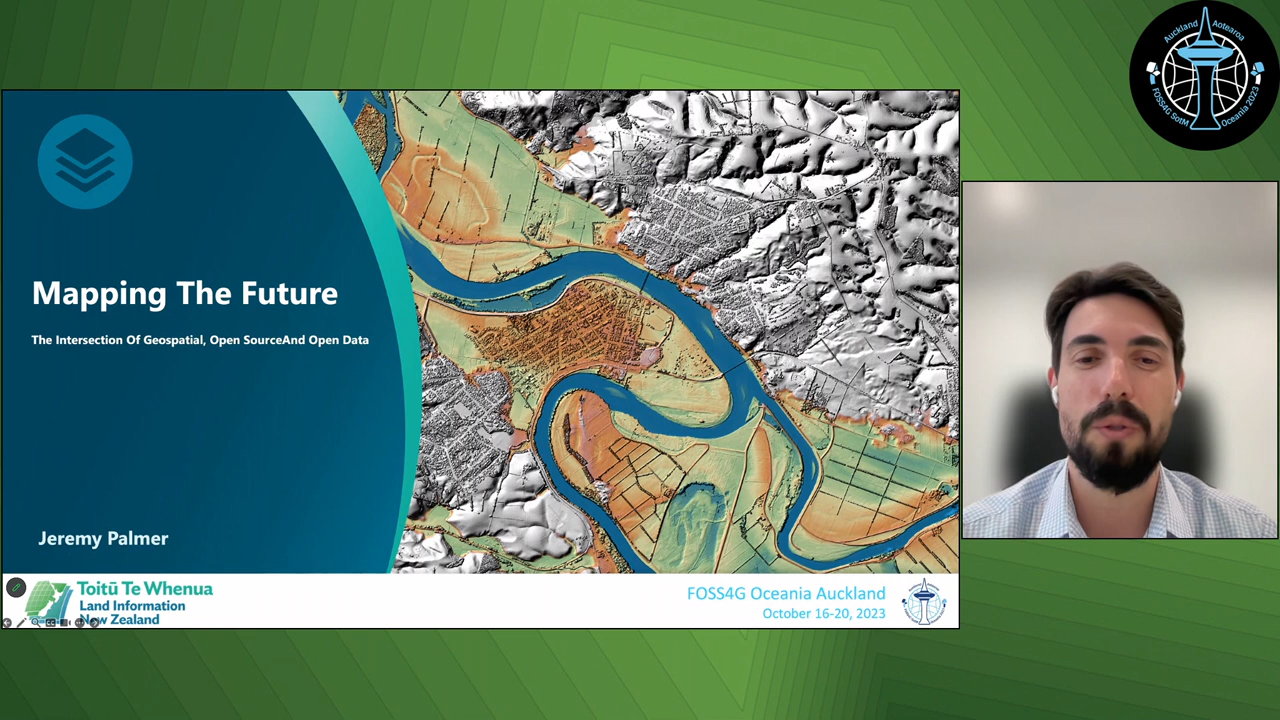 Mapping The Future
The Intersection Of Geospatial, Open SourceAnd Open Data
Jeremy Palmer
Toitū Te Whenua
Land Information
New Zealand
FOSS4G Oceania Auckland
October 16-20, 2023
Auckland Aotearoa
FOSS4G SotM Oceania 2023